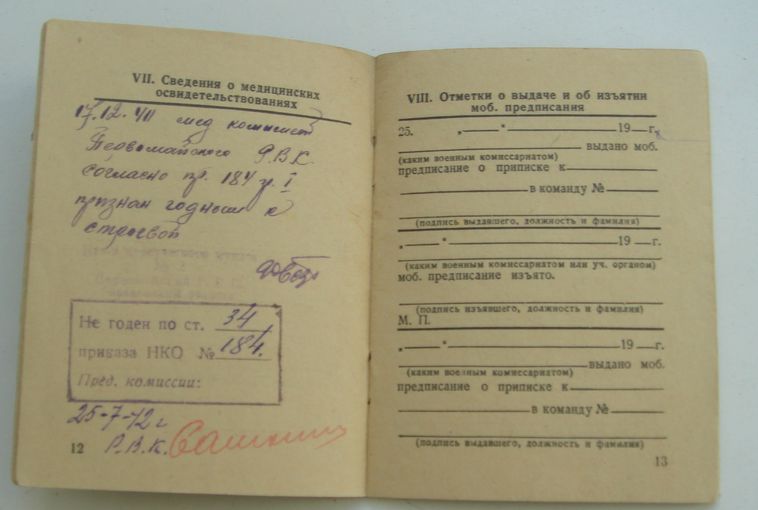 VII. Сведения о медицинских
освидетельствованиях
мед комиссией
Первомайского Р.В.К.
согласно пр. 184 гр. I
признан годным к
строевой
Не годен по ст. 34
приказа НКО № 184.
Пред. комиссии:
25-7-42 г
Р.В.К.
12
VIII. Отметки о выдаче и об изъятии
моб. предписания
25. „ — " — 19 — г.
— выдано моб.
(каким военным комиссариатом)
предписание о приписке к —
— в команду № —
(подпись выдавшего, должность и фамилия)
„ — " — 19 — г.
(каким военным комиссариатом или уч. органом)
моб. предписание изъято.
(подпись изъявшего, должность и фамилия)
М. П.
„ — " — 19 — г.
— выдано моб.
(каким военным комиссариатом)
предписание о приписке к —
— в команду № —
(подпись выдавшего, должность и фамилия)
13